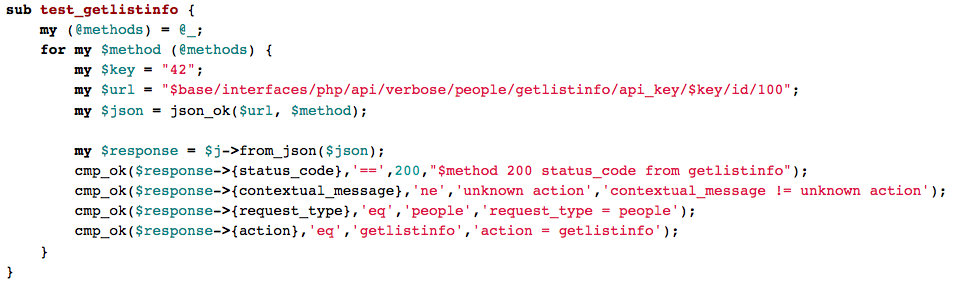 sub test_getlistinfo {
    my (@methods) = @_;
    for my $method (@methods) {
        my $key = "42";
        my $url = "$base/interfaces/php/api/verbose/people/getlistinfo/api_key/$key/id/100";
        my $json = json_ok($url, $method);

        my $response = $j->from_json($json);
        cmp_ok($response->{status_code},'==',200,"$method 200 status_code from getlistinfo");
        cmp_ok($response->{contextual_message},'ne','unknown action','contextual_message != unknown action');
        cmp_ok($response->{request_type},'eq','people','request_type = people');
        cmp_ok($response->{action},'eq','getlistinfo','action = getlistinfo');
    }
}